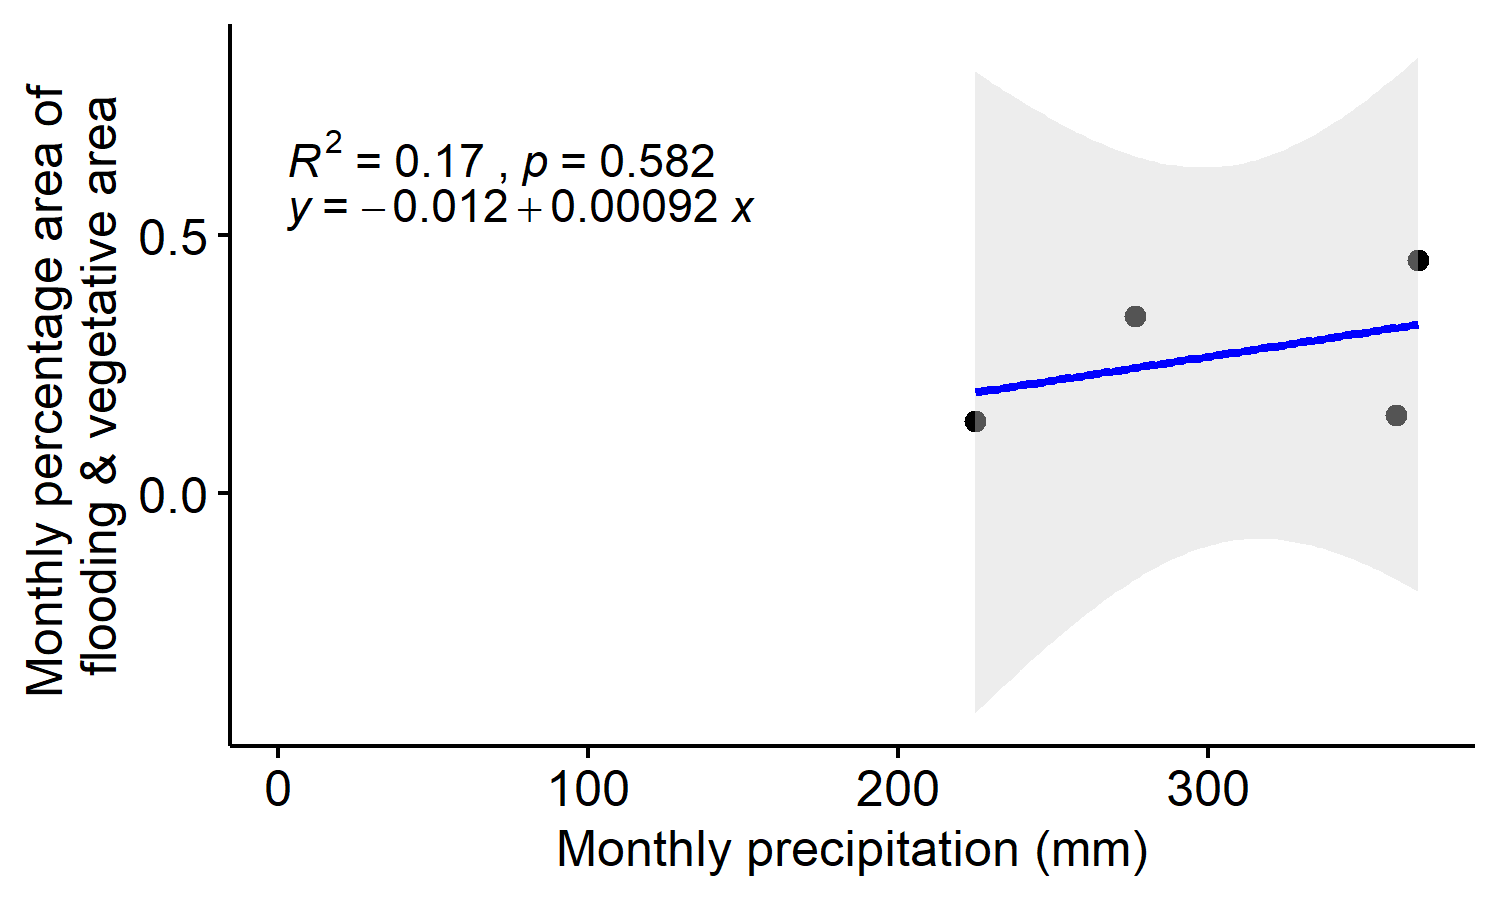 Monthly percentage area of
flooding & vegetative area
R² = 0.17 , p = 0.582
y = −0.012 + 0.00092 x
0.5
0.0
0 100 200 300
Monthly precipitation (mm)